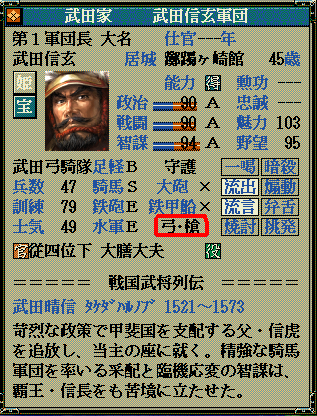 武田家 武田信玄軍団
第1軍団長 大名 仕官---年
武田信玄 居城 躑躅ヶ崎館 45歳
姫 能力 得 勲功 ---
宝 政治 90 A 忠誠 ---
戦闘 90 A 魅力 103
智謀 94 A 野望 95
武田弓騎隊 足軽B 守護 一喝 暗殺
兵数 47 騎馬S 大砲× 流出 煽動
訓練 79 鉄砲E 鉄甲船× 流言 弁舌
士気 49 水軍E 弓・槍 焼討 挑発
官 従四位下 大膳大夫 役
===== 戦国武将列伝 =====
武田晴信 ﾀｹﾀﾞﾊﾙﾉﾌﾞ 1521～1573
苛烈な政策で甲斐国を支配する父・信虎
を追放し、当主の座に就く。精強な騎馬
軍団を率いる采配と臨機応変の智謀は、
覇王・信長をも苦境に立たせた。